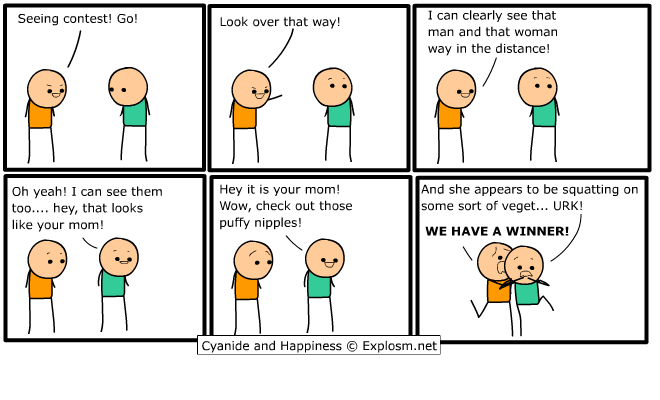 Seeing contest! Go!
Look over that way!
I can clearly see that
man and that woman
way in the distance!
Oh yeah! I can see them
too.... hey, that looks
like your mom!
Hey it is your mom!
Wow, check out those
puffy nipples!
And she appears to be squatting on
some sort of veget... URK!
WE HAVE A WINNER!
Cyanide and Happiness © Explosm.net